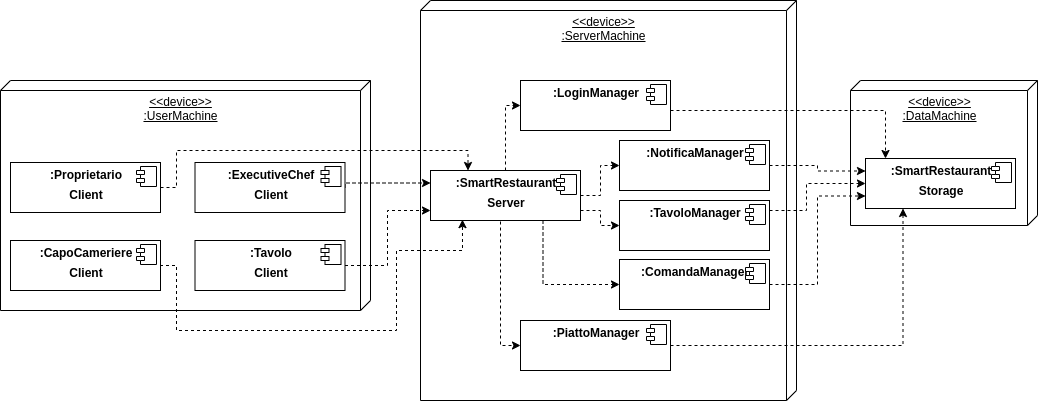 <<device>>
:UserMachine
:Proprietario
Client
:ExecutiveChef
Client
:CapoCameriere
Client
:Tavolo
Client
<<device>>
:ServerMachine
:LoginManager
:NotificaManager
:SmartRestaurant
Server
:TavoloManager
:ComandaManager
:PiattoManager
<<device>>
:DataMachine
:SmartRestaurant
Storage